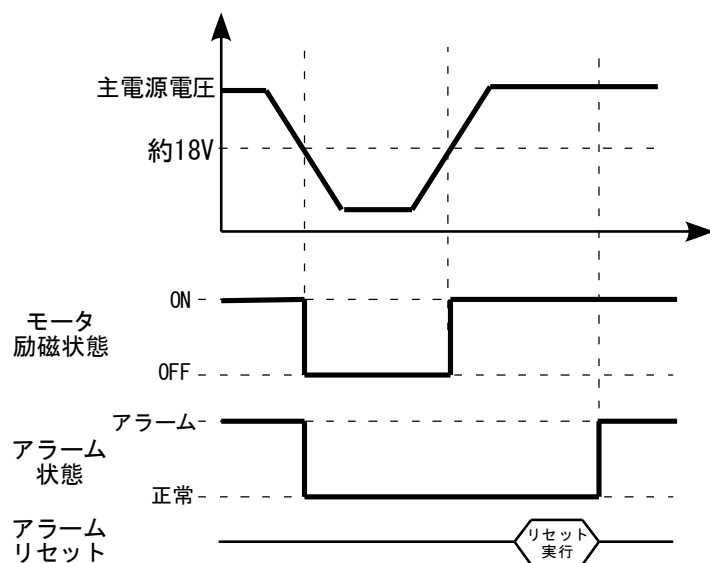 主電源電圧
約18V
モータ
励磁状態
ON
OFF
アラーム
状態
アラーム
正常
アラーム
リセット
リセット
実行